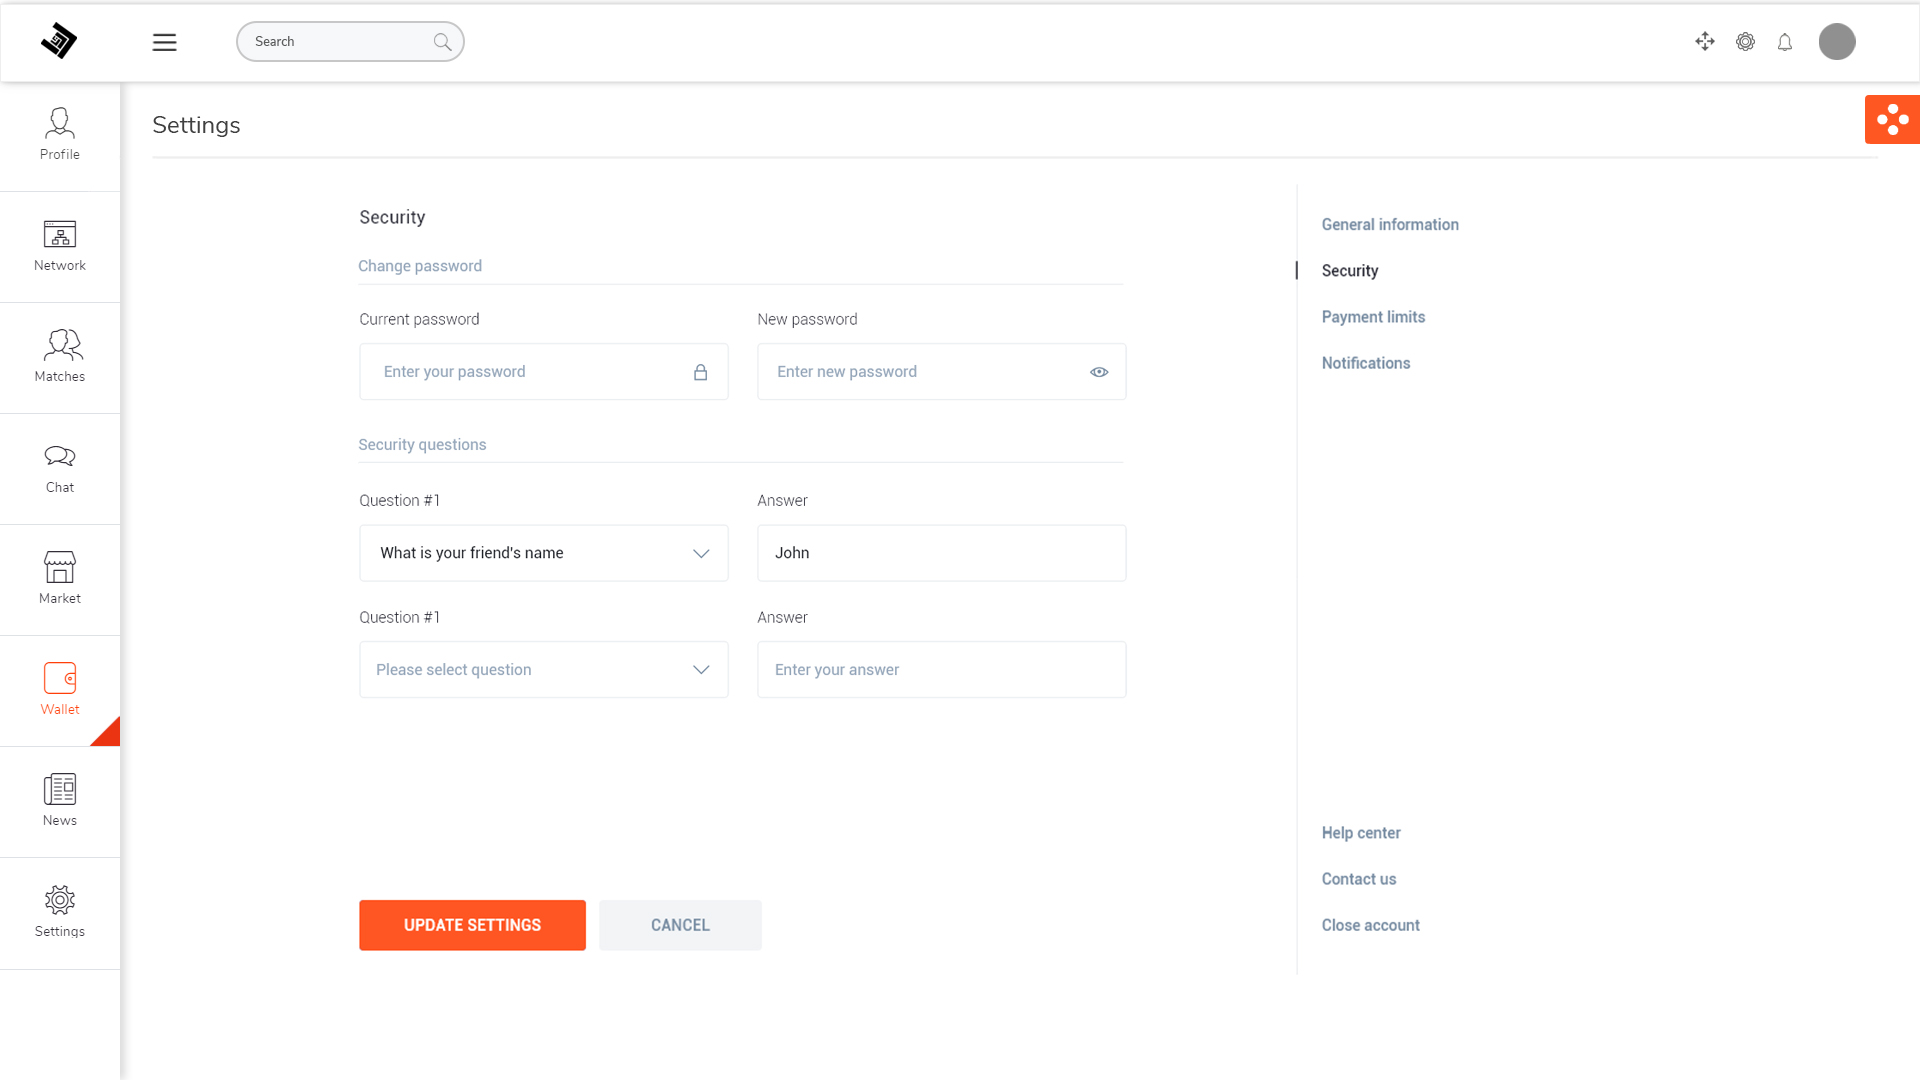 Search
Profile
Network
Matches
Chat
Market
Wallet
News
Settings
Settings
Security
Change password
Current password
New password
Enter your password
Enter new password
Security questions
Question #1
Answer
What is your friend's name
John
Question #1
Answer
Please select question
Enter your answer
UPDATE SETTINGS
CANCEL
General information
Security
Payment limits
Notifications
Help center
Contact us
Close account